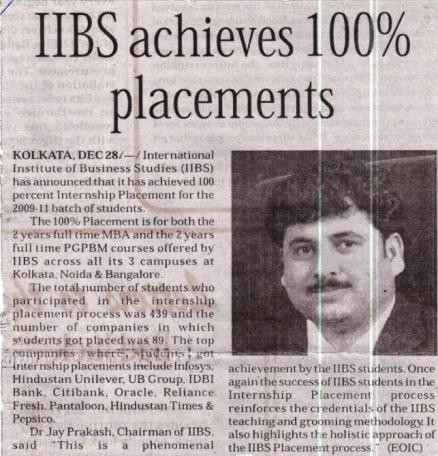 IIBS achieves 100%
placements
KOLKATA, DEC 28/—/ International
Institute of Business Studies (IIBS)
has announced that it has achieved 100
percent Internship Placement for the
2009-11 batch of students.
The 100% Placement is for both the
2 years full time MBA and the 2 years
full time PGPBM courses offered by
IIBS across all its 3 campuses at
Kolkata, Noida & Bangalore.
The total number of students who
participated in the internship
placement process was 439 and the
number of companies in which
students got placed was 89. The top
companies where students got
internship placements include Infosys,
Hindustan Unilever, UB Group, IDBI
Bank, Citibank, Oracle, Reliance
Fresh, Pantaloon, Hindustan Times &
Pepsico.
Dr Jay Prakash, Chairman of IIBS,
said "This is a phenomenal
achievement by the IIBS students. Once
again the success of IIBS students in the
Internship Placement process
reinforces the credentials of the IIBS
teaching and grooming methodology. It
also highlights the holistic approach of
the IIBS Placement process." (EOIC)